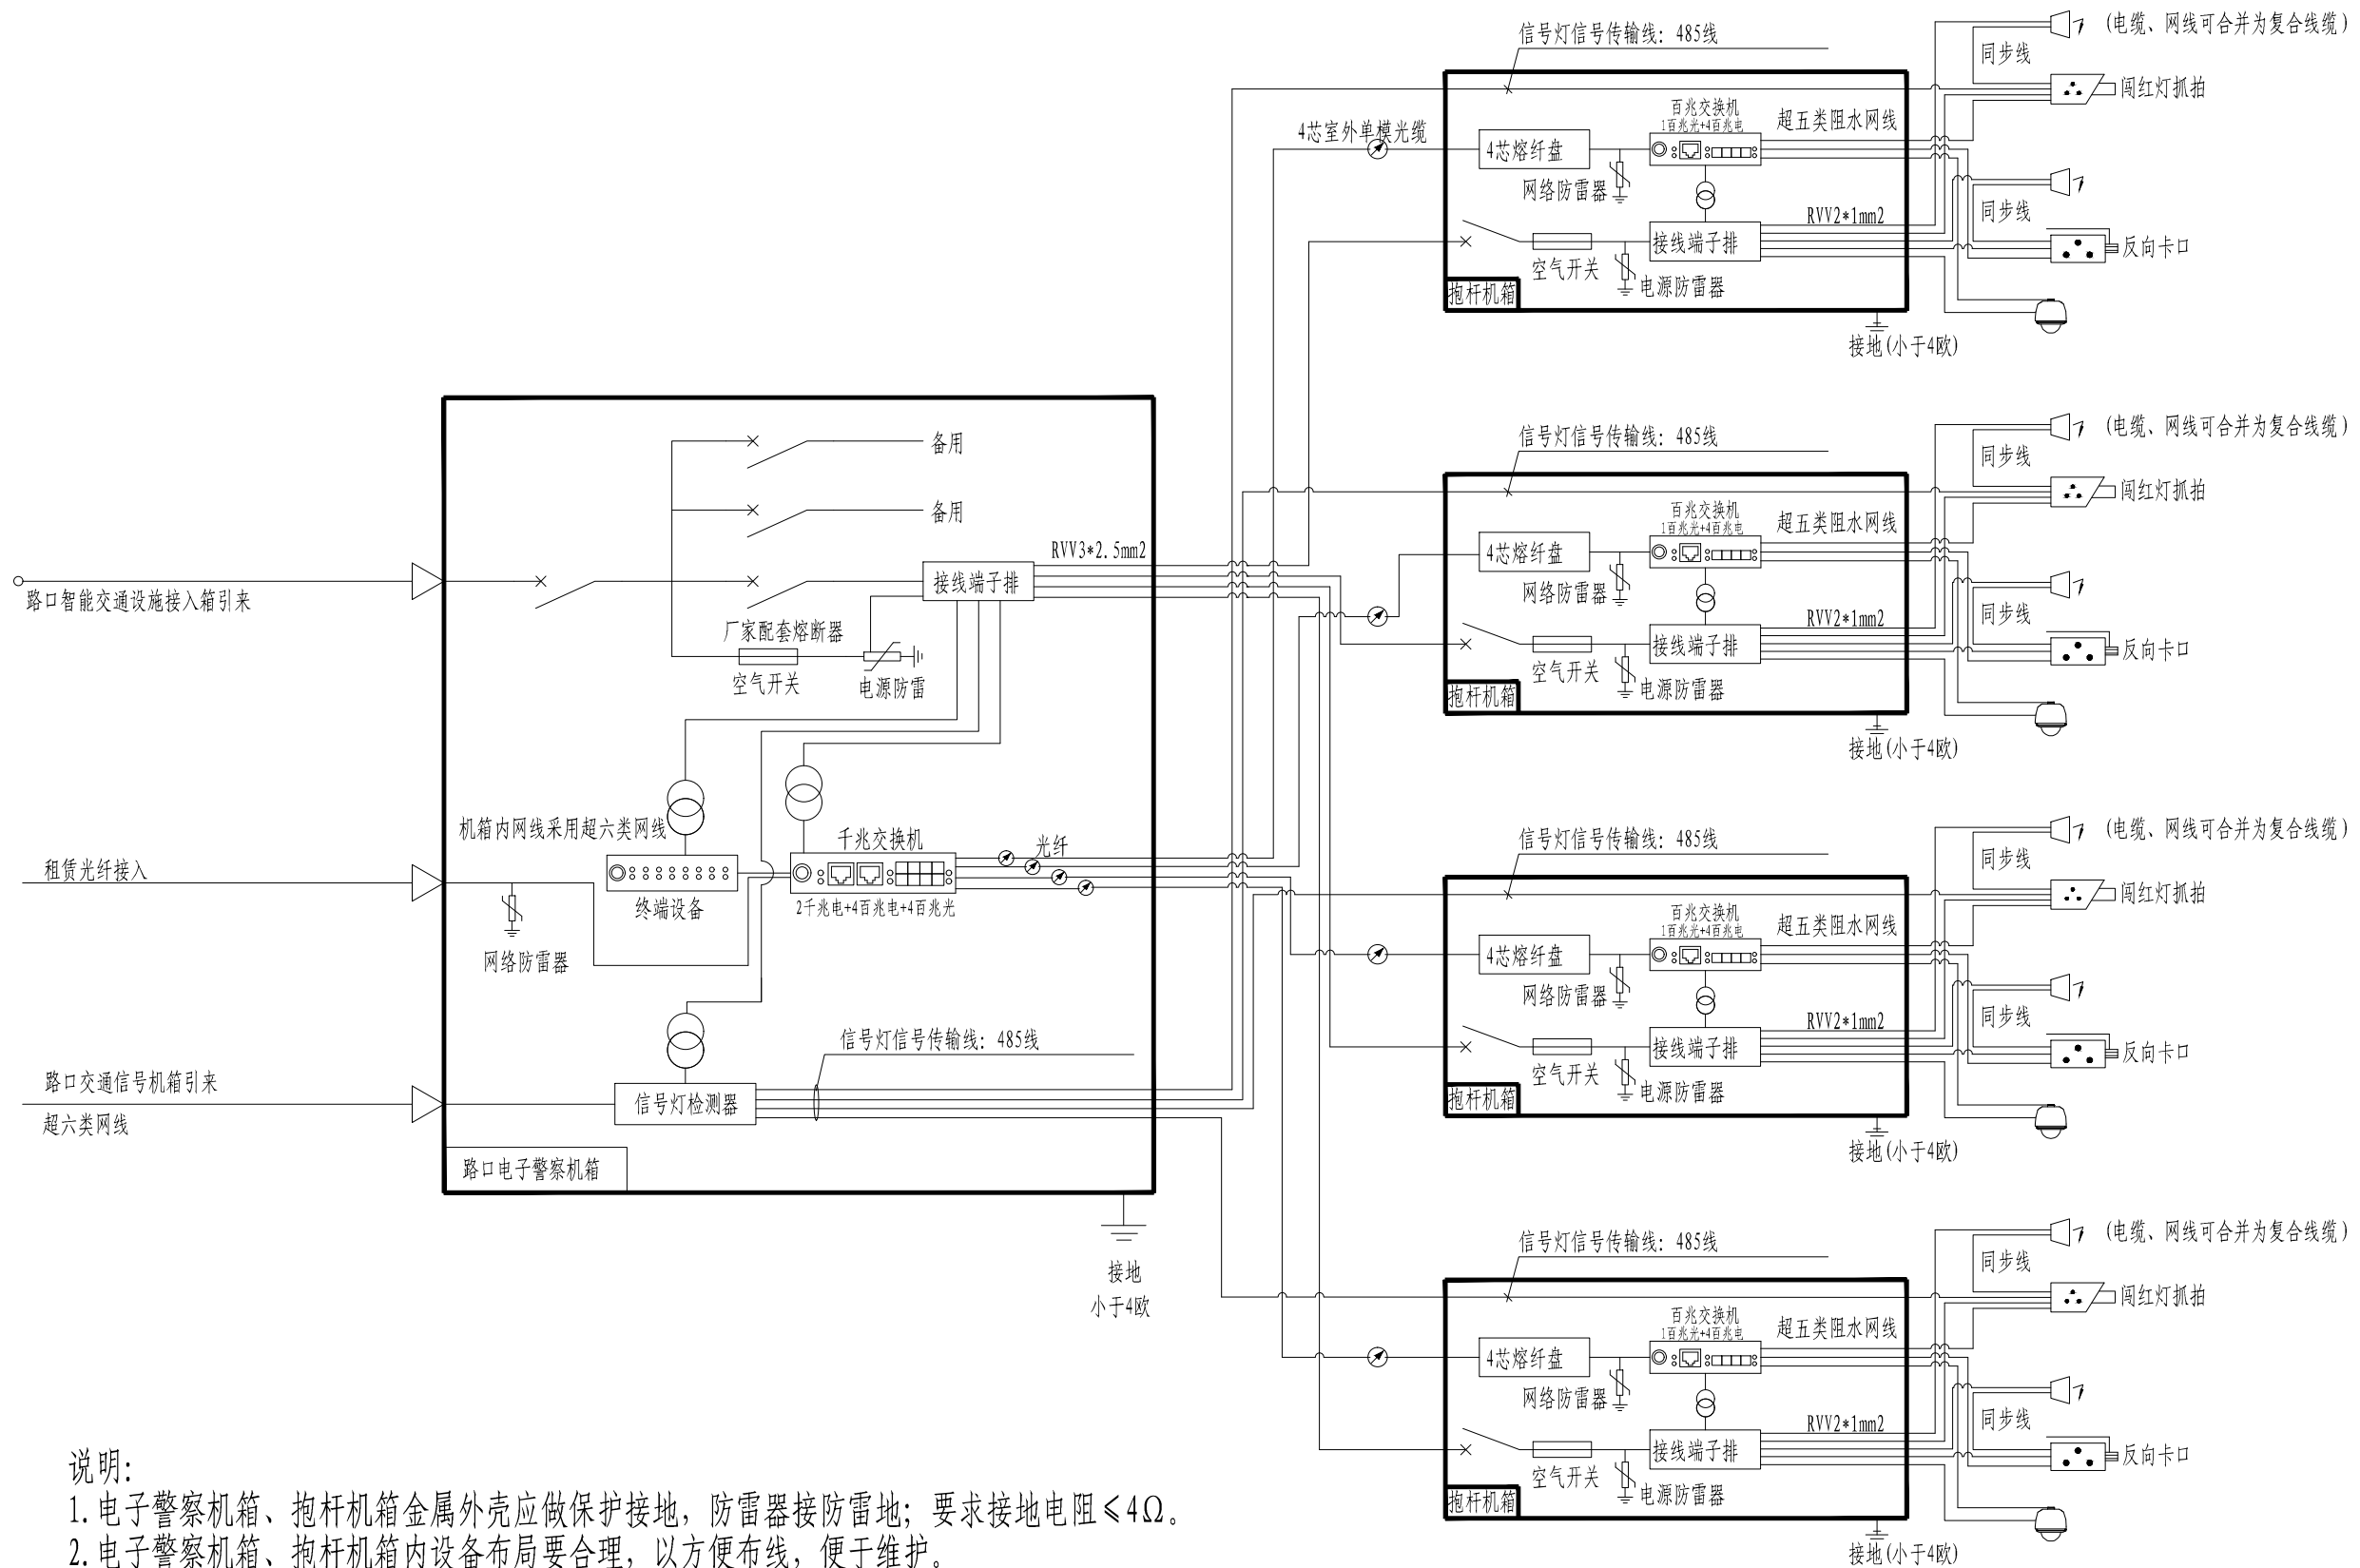 信号灯信号传输线：485线
(电缆、网线可合并为复合线缆)
同步线
闯红灯抓拍
4芯室外单模光缆
百兆交换机
1百兆光+4百兆电
超五类阻水网线
4芯熔纤盘
网络防雷器
同步线
RVV2*1mm2
接线端子排
反向卡口
空气开关
电源防雷器
抱杆机箱
接地(小于4欧)
信号灯信号传输线：485线
(电缆、网线可合并为复合线缆)
同步线
闯红灯抓拍
百兆交换机
1百兆光+4百兆电
超五类阻水网线
4芯熔纤盘
网络防雷器
同步线
RVV2*1mm2
接线端子排
反向卡口
空气开关
电源防雷器
抱杆机箱
接地(小于4欧)
备用
备用
RVV3*2.5mm2
接线端子排
路口智能交通设施接入箱引来
厂家配套熔断器
空气开关
电源防雷
机箱内网线采用超六类网线
千兆交换机
光纤
租赁光纤接入
终端设备
2千兆电+4百兆电+4百兆光
网络防雷器
信号灯信号传输线：485线
路口交通信号机箱引来
超六类网线
信号灯检测器
路口电子警察机箱
接地
小于4欧
信号灯信号传输线：485线
(电缆、网线可合并为复合线缆)
同步线
闯红灯抓拍
百兆交换机
1百兆光+4百兆电
超五类阻水网线
4芯熔纤盘
网络防雷器
同步线
RVV2*1mm2
接线端子排
反向卡口
空气开关
电源防雷器
抱杆机箱
接地(小于4欧)
信号灯信号传输线：485线
(电缆、网线可合并为复合线缆)
同步线
闯红灯抓拍
百兆交换机
1百兆光+4百兆电
超五类阻水网线
4芯熔纤盘
网络防雷器
同步线
RVV2*1mm2
接线端子排
反向卡口
空气开关
电源防雷器
抱杆机箱
接地(小于4欧)
说明：
1.电子警察机箱、抱杆机箱金属外壳应做保护接地，防雷器接防雷地；要求接地电阻≤4Ω。
2.电子警察机箱、抱杆机箱内设备布局要合理，以方便布线，便于维护。